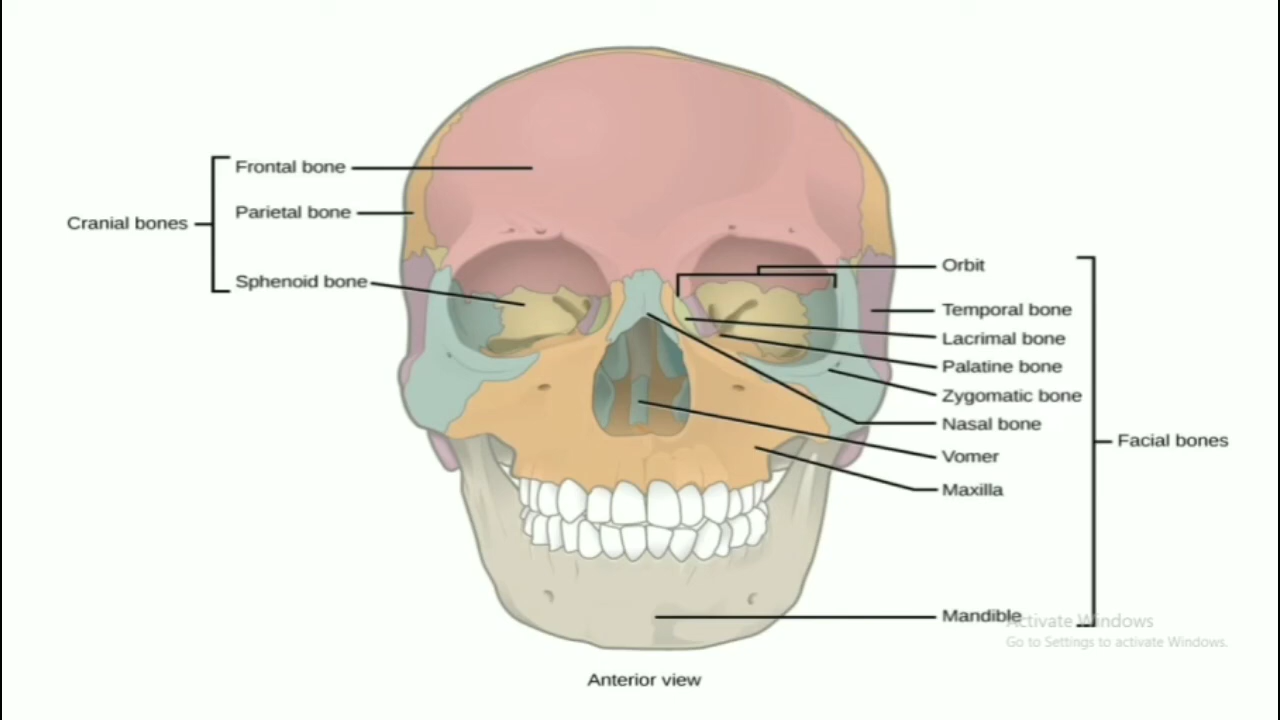 Frontal bone
Parietal bone
Cranial bones
Sphenoid bone
Orbit
Temporal bone
Lacrimal bone
Palatine bone
Zygomatic bone
Nasal bone
Facial bones
Vomer
Maxilla
Mandible
Activate Windows
Go to Settings to activate Windows.
Anterior view